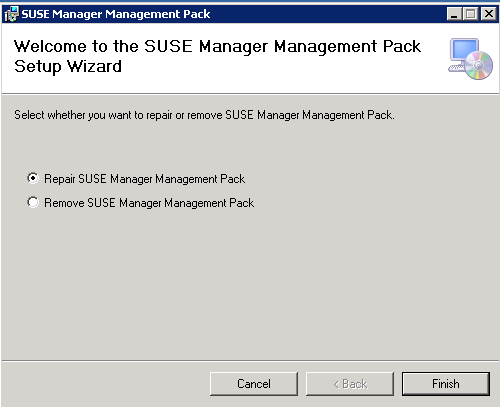 SUSE Manager Management Pack
Welcome to the SUSE Manager Management Pack
Setup Wizard
Select whether you want to repair or remove SUSE Manager Management Pack.
Repair SUSE Manager Management Pack
Remove SUSE Manager Management Pack
Cancel
< Back
Finish